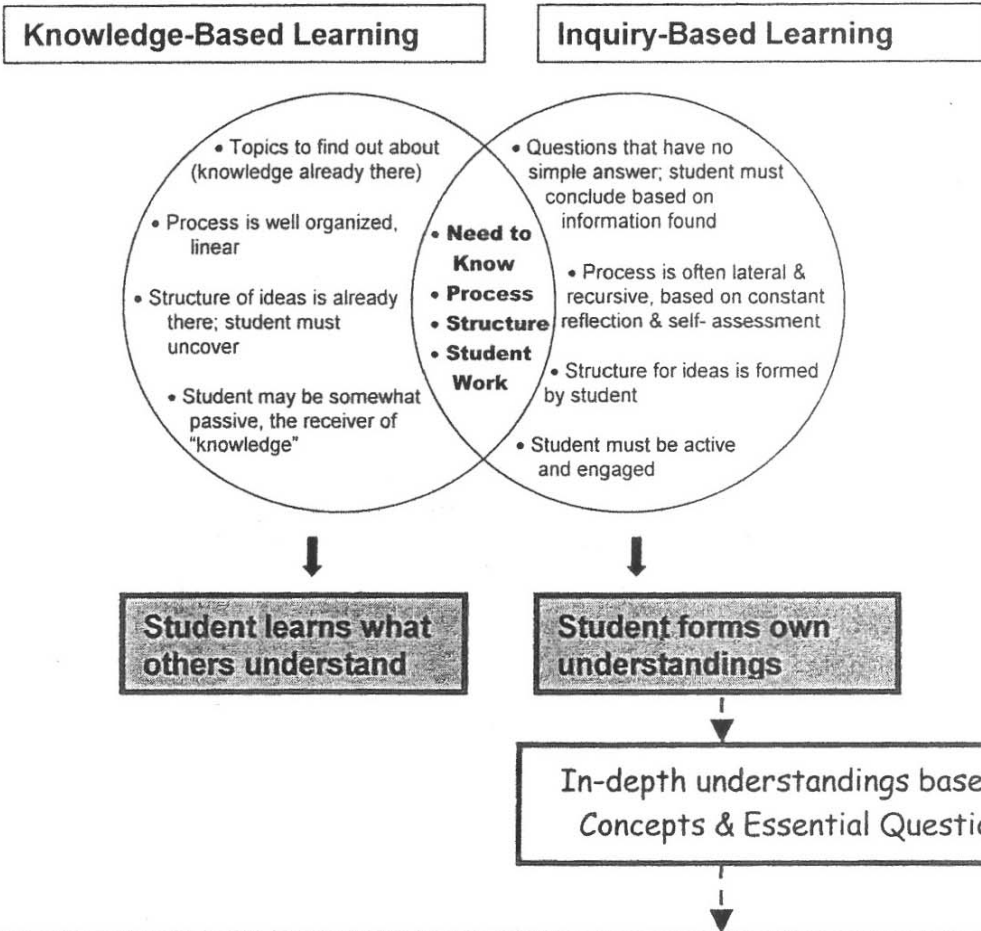 Knowledge-Based Learning
Inquiry-Based Learning
• Topics to find out about
(knowledge already there)
• Process is well organized,
linear
• Structure of ideas is already
there; student must
uncover
• Student may be somewhat
passive, the receiver of
“knowledge”
• Need to
Know
• Process
• Structure
• Student
Work
• Questions that have no
simple answer; student must
conclude based on
information found
• Process is often lateral &
recursive, based on constant
reflection & self- assessment
• Structure for ideas is formed
by student
• Student must be active
and engaged
Student learns what
others understand
Student forms own
understandings
In-depth understandings base
Concepts & Essential Questio